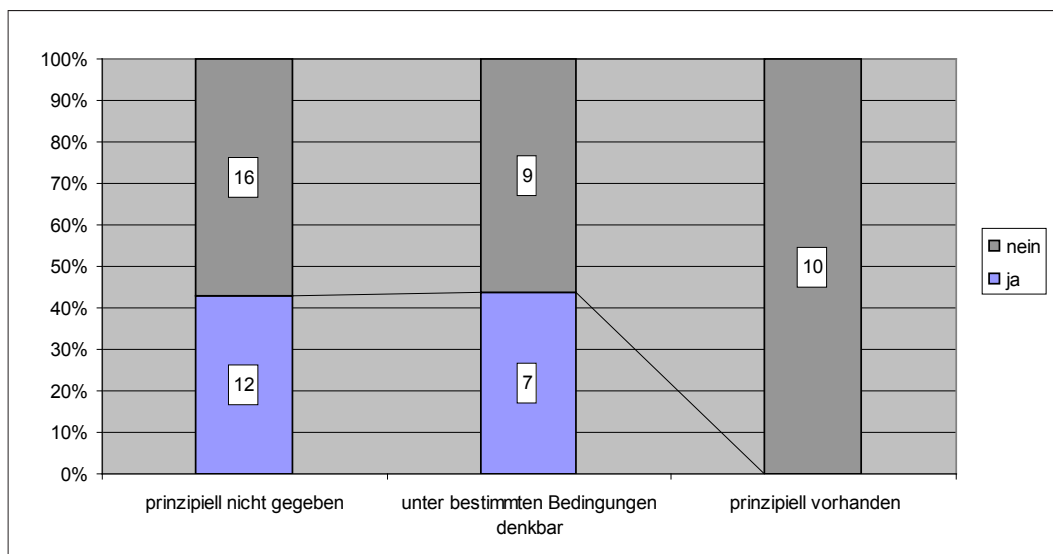 100%
90%
80%
70%
60%
50%
40%
30%
20%
10%
0%
16
9
10
12
7
nein
ja
prinzipiell nicht gegeben
unter bestimmten Bedingungen
denkbar
prinzipiell vorhanden